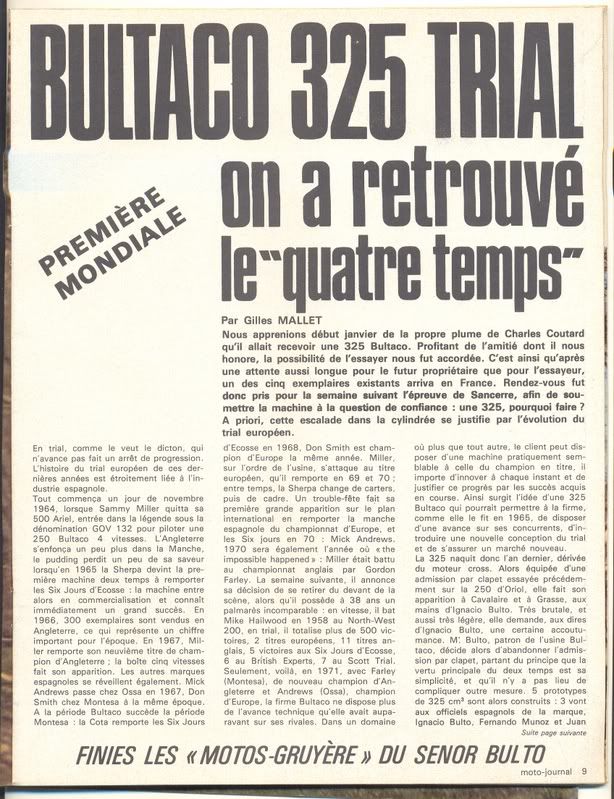 BULTACO 325 TRIAL
on a retrouvé
le "quatre temps"
PREMIÈRE
MONDIALE
Par Gilles MALLET
Nous apprenions début janvier de la propre plume de Charles Coutard
qu'il allait recevoir une 325 Bultaco. Profitant de l'amitié dont il nous
honore, la possibilité de l'essayer nous fut accordée. C'est ainsi qu'après
une attente aussi longue pour le futur propriétaire que pour l'essayeur,
un des cinq exemplaires existants arriva en France. Rendez-vous fut
donc pris pour la semaine suivant l'épreuve de Sancerre, afin de sou-
mettre la machine à la question de confiance : une 325, pourquoi faire ?
A priori, cette escalade dans la cylindrée se justifie par l'évolution du
trial européen.
En trial, comme le veut le dicton, qui
n'avance pas fait un arrêt de progression.
L'histoire du trial européen de ces der-
nières années est étroitement liée à l'in-
dustrie espagnole.
Tout commença un jour de novembre
1964, lorsque Sammy Miller quitta sa
500 Ariel, entrée dans la légende sous la
dénomination GOV 132 pour piloter une
250 Bultaco 4 vitesses. L'Angleterre
s'enfonça un peu plus dans la Manche,
le pudding perdit un peu de sa saveur
lorsqu'en 1965 la Sherpa devint la pre-
mière machine deux temps à remporter
les Six Jours d'Ecosse : la machine entre
alors en commercialisation et connaît
immédiatement un grand succès. En
1966, 300 exemplaires sont vendus en
Angleterre, ce qui représente un chiffre
important pour l'époque. En 1967, Mil-
ler remporte son neuvième titre de cham-
pion d'Angleterre ; la boîte cinq vitesses
fait son apparition. Les autres marques
espagnoles se réveillent également. Mick
Andrews passe chez Ossa en 1967, Don
Smith chez Montesa à la même époque.
A la période Bultaco succède la période
Montesa : la Cota remporte les Six Jours
d'Ecosse en 1968, Don Smith est cham-
pion d'Europe la même année. Miller,
sur l'ordre de l'usine, s'attaque au titre
européen, qu'il remporte en 69 et 70 ;
entre temps, la Sherpa change de carters,
puis de cadre. Un trouble-fête fait sa
première grande apparition sur le plan
international en remportant la manche
espagnole du championnat d'Europe, et
les Six jours en 70 : Mick Andrews.
1970 sera également l'année où « the
impossible happened » : Miller était battu
au championnat anglais par Gordon
Farley. La semaine suivante, il annonce
sa décision de se retirer du devant de la
scène, alors qu'il possède à 38 ans un
palmarès incomparable : en vitesse, il bat
Mike Hailwood en 1958 au North-West
200, en trial, il totalise plus de 500 vic-
toires, 2 titres européens, 11 titres an-
glais, 5 victoires aux Six Jours d'Ecosse,
6 au British Experts, 7 au Scott Trial.
Seulement, voilà, en 1971, avec Farley
(Montesa), de nouveau champion d'An-
gleterre et Andrews (Ossa), champion
d'Europe, la firme Bultaco ne dispose plus
de l'avance technique qu'elle avait aupa-
ravant sur ses rivales. Dans un domaine
où plus que tout autre, le client peut dis-
poser d'une machine pratiquement sem-
blable à celle du champion en titre, il
importe d'innover à chaque instant et de
justifier ce progrès par les succès acquis
en course. Ainsi surgit l'idée d'une 325
Bultaco qui pourrait permettre à la firme,
comme elle le fit en 1965, de disposer
d'une avance sur ses concurrents, d'in-
troduire une nouvelle conception du trial
et de s'assurer un marché nouveau.
La 325 naquit donc l'an dernier, dérivée
du moteur cross. Alors équipée d'une
admission par clapet essayée précédem-
ment sur la 250 d'Oriol, elle fait son
apparition à Cavalaire et à Grasse, aux
mains d'Ignacio Bulto. Très brutale, et
aussi très légère, elle demande, aux dires
d'Ignacio Bulto, une certaine accoutu-
mance. Mr Bulto, patron de l'usine Bul-
taco, décide alors d'abandonner l'admis-
sion par clapet, partant du principe que la
vertu principale du deux temps est sa
simplicité, et qu'il n'y a pas lieu de
compliquer outre mesure. 5 prototypes
de 325 cm³ sont alors construits : 3 vont
aux officiels espagnols de la marque,
Ignacio Bulto, Fernando Munoz et Juan
Suite page suivante
FINIES LES « MOTOS-GRUYÈRE » DU SENOR BULTO
moto-journal 9